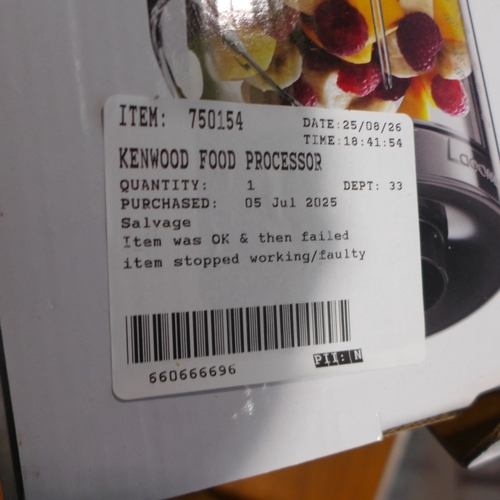 ITEM: 750154
DATE:25/08/26
TIME:18:41:54
KENWOOD FOOD PROCESSOR
QUANTITY: 1 DEPT: 33
PURCHASED: 05 Jul 2025
Salvage
Item was OK & then failed
item stopped working/faulty
660666696
PII: N